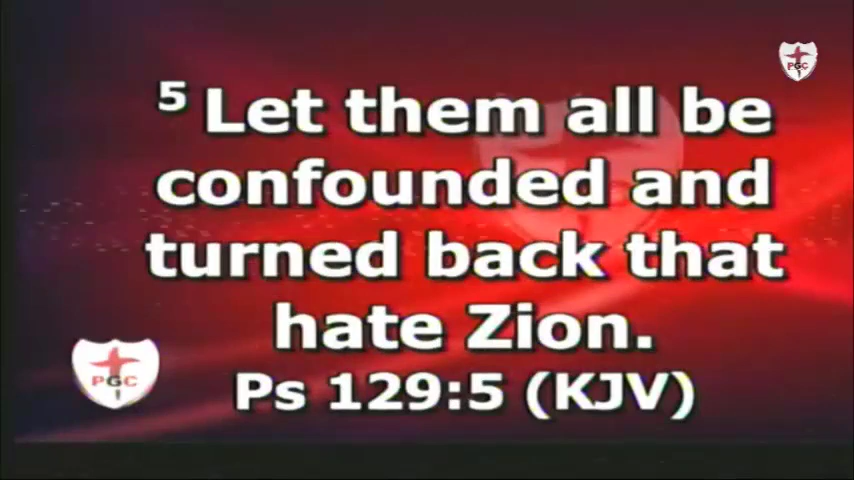 PGC
5 Let them all be
confounded and
turned back that
hate Zion.
Ps 129:5 (KJV)
PGC